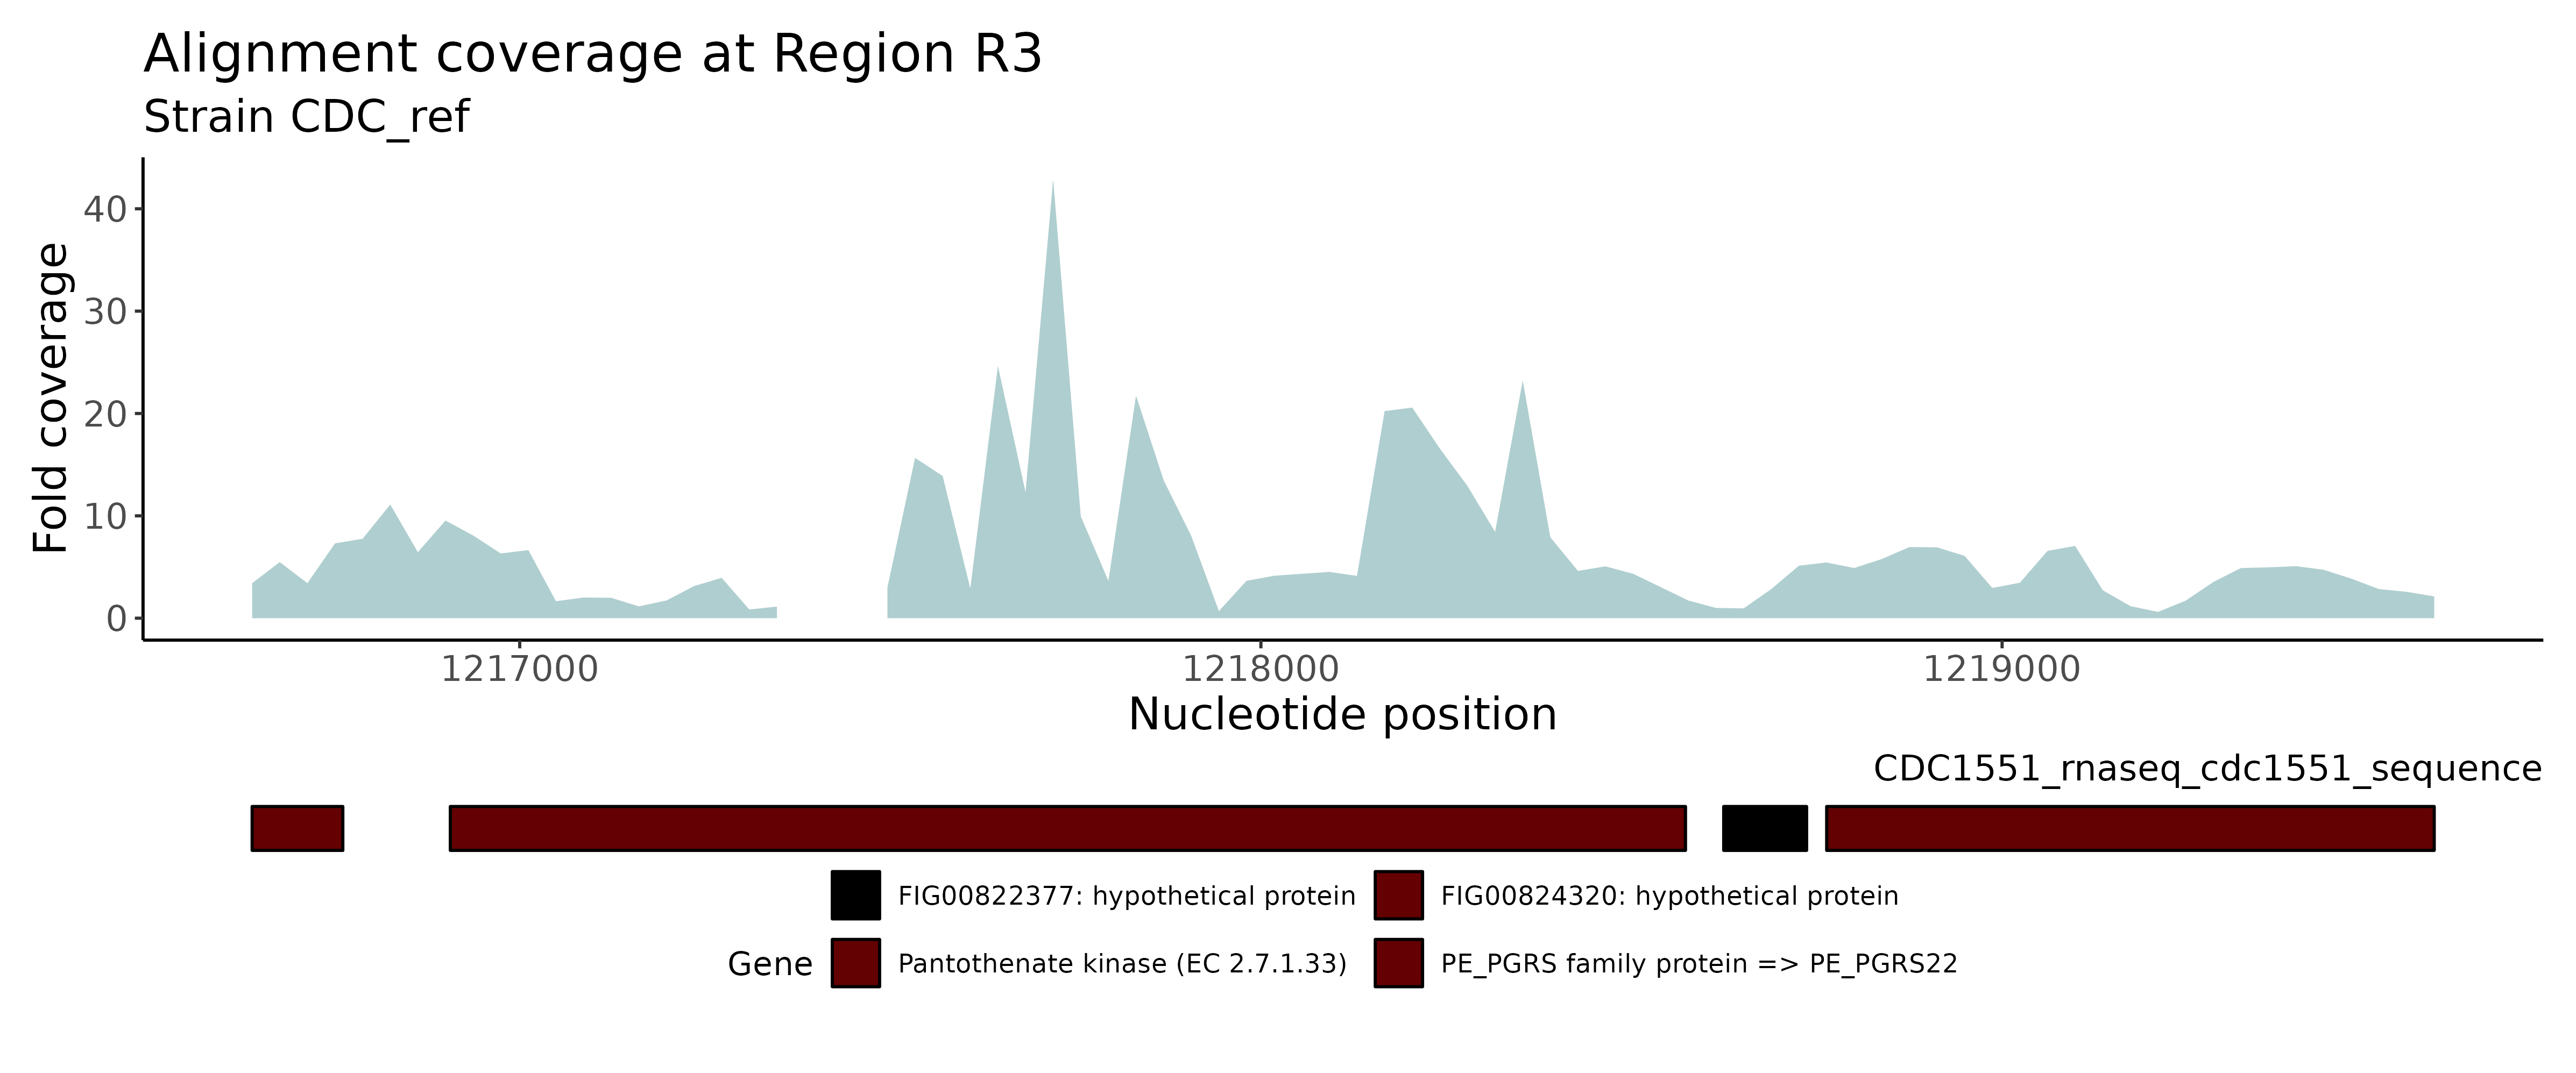 Alignment coverage at Region R3
Strain CDC_ref
Fold coverage
40
30
20
10
0
1217000 1218000 1219000
Nucleotide position
CDC1551_rnaseq_cdc1551_sequence
Gene
FIG00822377: hypothetical protein
FIG00824320: hypothetical protein
Pantothenate kinase (EC 2.7.1.33)
PE_PGRS family protein => PE_PGRS22